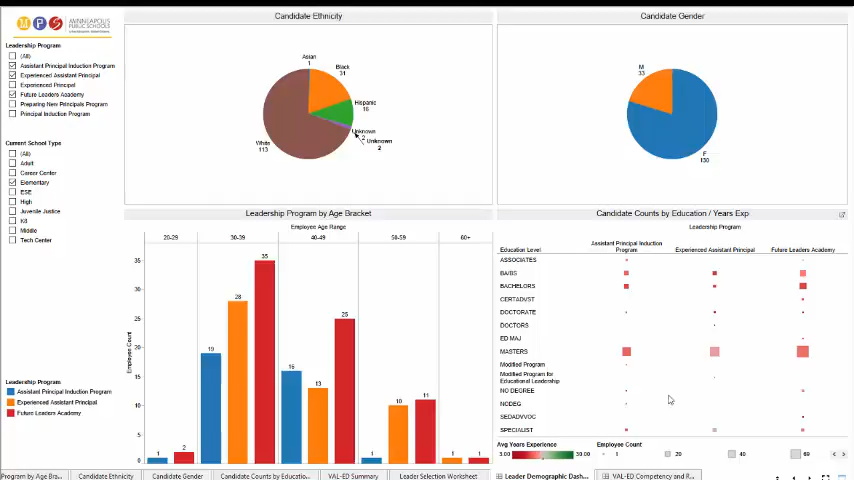 Candidate Ethnicity
Candidate Gender
MINNEAPOLIS
PUBLIC SCHOOLS
Leadership Program
(All)
Assistant Principal Induction Program
Experienced Assistant Principal
Experienced Principal
Future Leaders Academy
Preparing New Principals Program
Principal Induction Program
Current School Type
(All)
Adult
Career Center
Elementary
ESE
High
Juvenile Justice
K8
Middle
Tech Center
Asian
1
Black
31
Hispanic
16
Unknown
2
Unknown
2
White
113
M
33
F
130
Leadership Program by Age Bracket
Employee Age Range
20-29 30-39 40-49 50-59 60+
Employee Count
35
30
25
20
15
10
5
0
1 2 19 28 35 16 13 25 1 10 11 1 1
Candidate Counts by Education / Years Exp
Leadership Program
Education Level
Assistant Principal Induction Program
Experienced Assistant Principal
Future Leaders Academy
ASSOCIATES
BA/BS
BACHELORS
CERTADVST
DOCTORATE
DOCTORS
ED MAJ
MASTERS
Modified Program
Modified Program for
Educational Leadership
NO DEGREE
NODEG
SEDADVVOC
SPECIALIST
Leadership Program
Assistant Principal Induction Program
Experienced Assistant Principal
Future Leaders Academy
Avg Years Experience
3.00 39.00
Employee Count
1 20 40 69
Program by Age Bra...
Candidate Ethnicity
Candidate Gender
Candidate Counts by Educatio...
VAL-ED Summary
Leader Selection Worksheet
Leader Demographic Dash...
VAL-ED Competency and R...